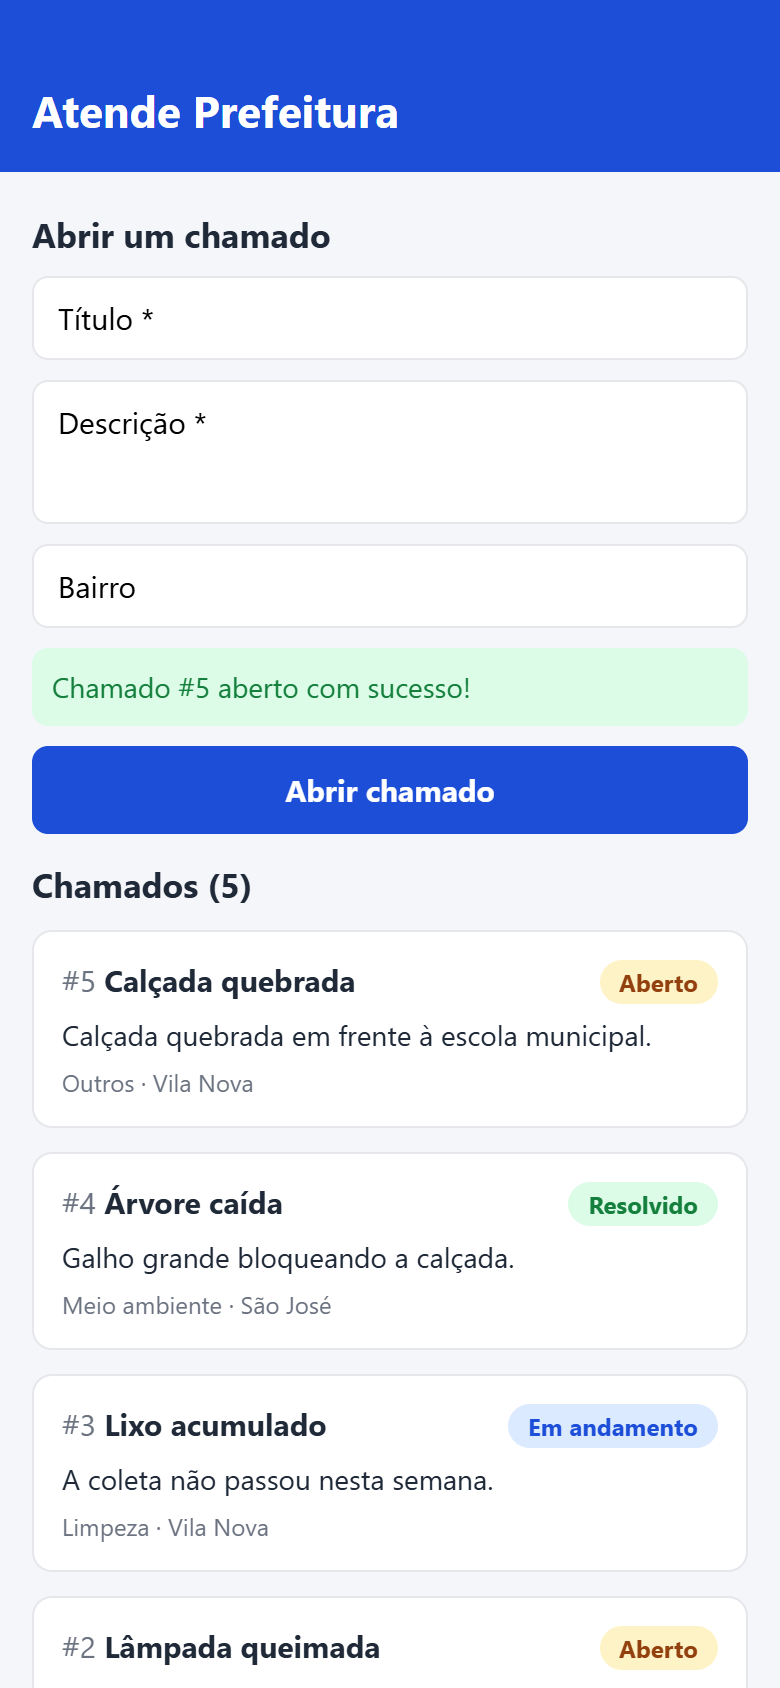 Atende Prefeitura
Abrir um chamado
Título *
Descrição *
Bairro
Chamado #5 aberto com sucesso!
Abrir chamado
Chamados (5)
#5 Calçada quebrada Aberto
Calçada quebrada em frente à escola municipal.
Outros · Vila Nova
#4 Árvore caída Resolvido
Galho grande bloqueando a calçada.
Meio ambiente · São José
#3 Lixo acumulado Em andamento
A coleta não passou nesta semana.
Limpeza · Vila Nova
#2 Lâmpada queimada Aberto